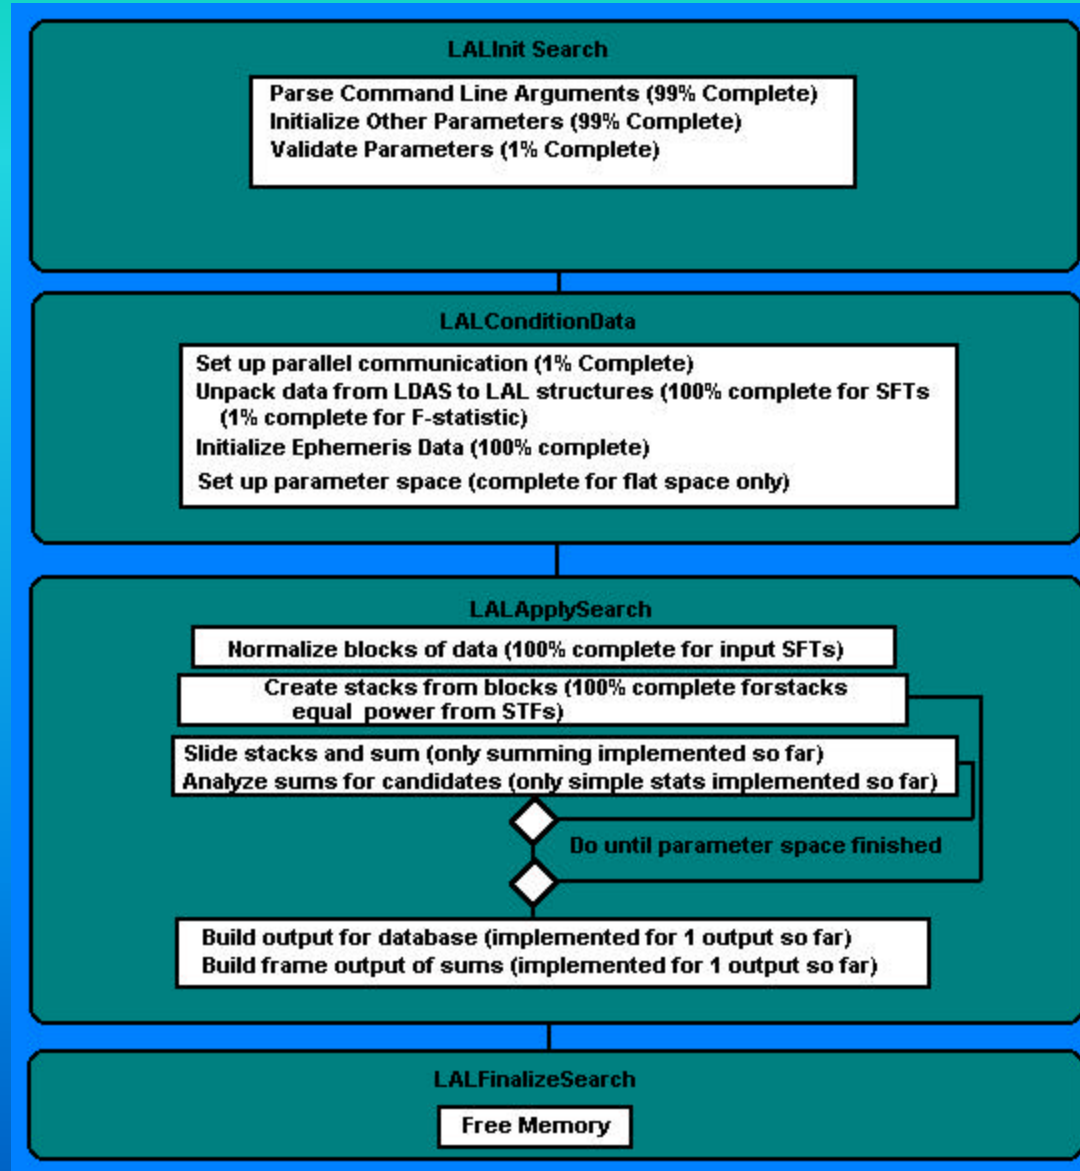 LALInit Search
Parse Command Line Arguments (99% Complete)
Initialize Other Parameters (99% Complete)
Validate Parameters (1% Complete)
LALConditionData
Set up parallel communication (1% Complete)
Unpack data from LDAS to LAL structures (100% complete for SFTs
(1% complete for F-statistic)
Initialize Ephemeris Data (100% complete)
Set up parameter space (complete for flat space only)
LALApplySearch
Normalize blocks of data (100% complete for input SFTs)
Create stacks from blocks (100% complete forstacks
equal power from STFs)
Slide stacks and sum (only summing implemented so far)
Analyze sums for candidates (only simple stats implemented so far)
Do until parameter space finished
Build output for database (implemented for 1 output so far)
Build frame output of sums (implemented for 1 output so far)
LALFinalizeSearch
Free Memory